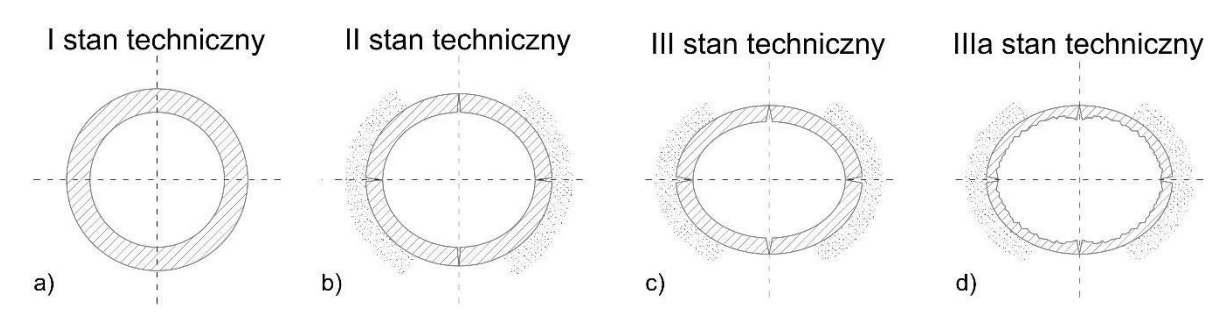 I stan techniczny
II stan techniczny
III stan techniczny
IIIa stan techniczny
a)
b)
c)
d)